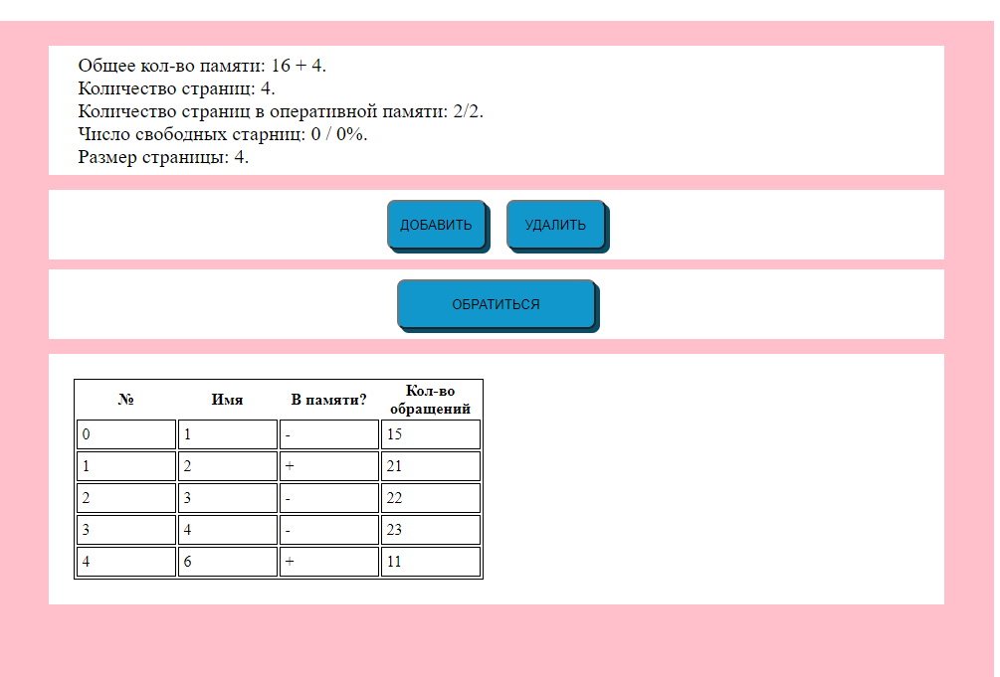 Общее кол-во памяти: 16 + 4.
Количество страниц: 4.
Количество страниц в оперативной памяти: 2/2.
Число свободных старниц: 0 / 0%.
Размер страницы: 4.
ДОБАВИТЬ УДАЛИТЬ
ОБРАТИТЬСЯ
№ Имя В памяти? Кол-во обращений
0 1 - 15
1 2 + 21
2 3 - 22
3 4 - 23
4 6 + 11